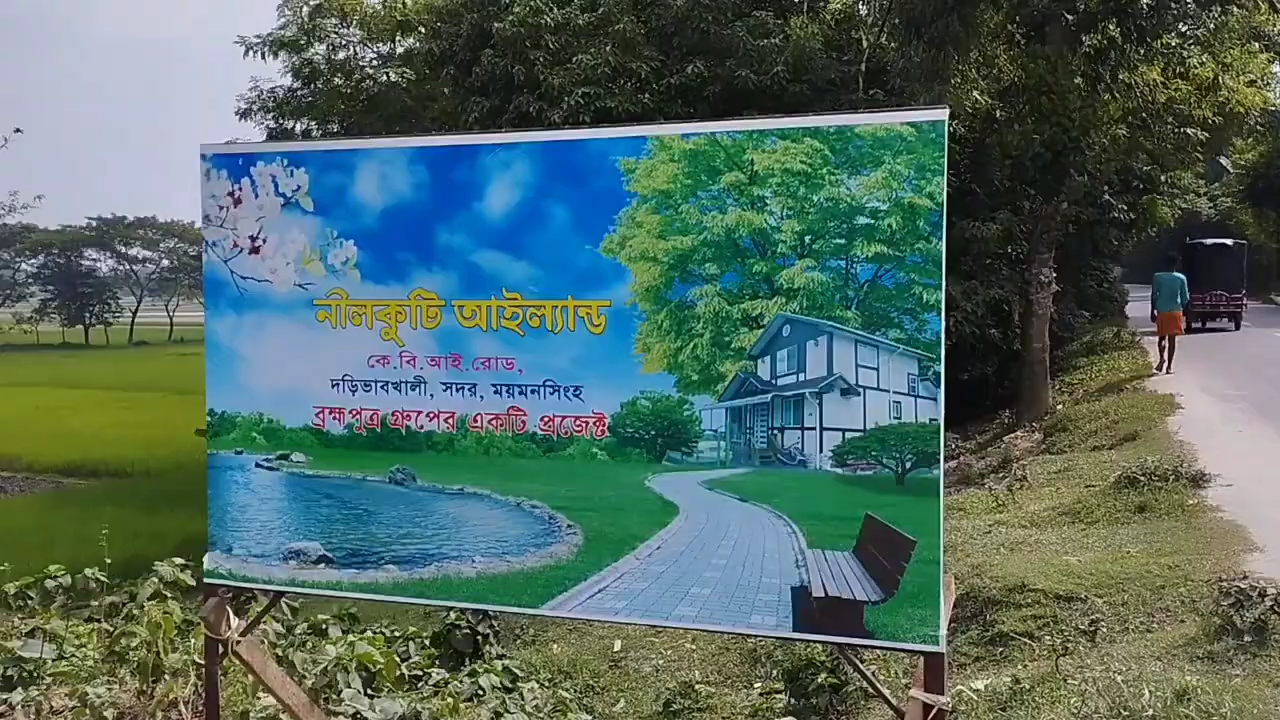 নীলকুটি আইল্যান্ড
কে.বি.আই.রোড,
দড়িভাবখালী, সদর, ময়মনসিংহ
ব্রহ্মপুত্র গ্রুপের একটি প্রজেক্ট